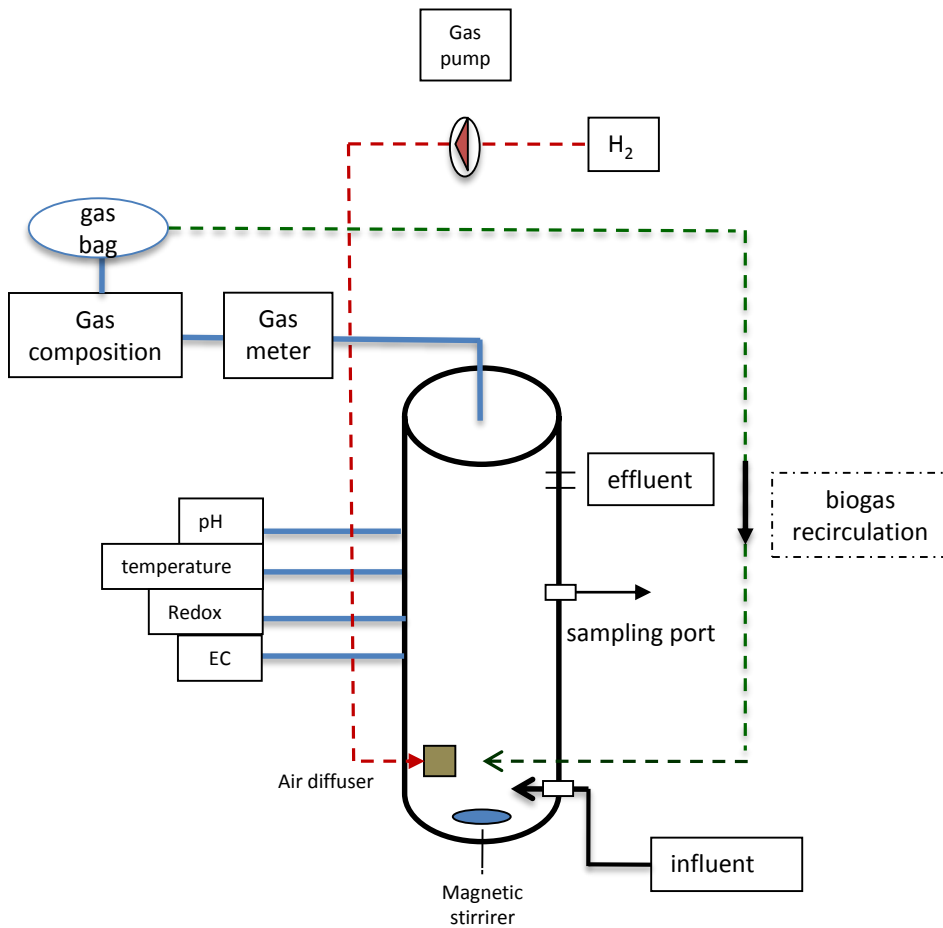 Gas
pump
H₂
gas
bag
Gas
composition
Gas
meter
effluent
biogas
recirculation
pH
temperature
Redox
EC
sampling port
Air diffuser
influent
Magnetic
stirrirer